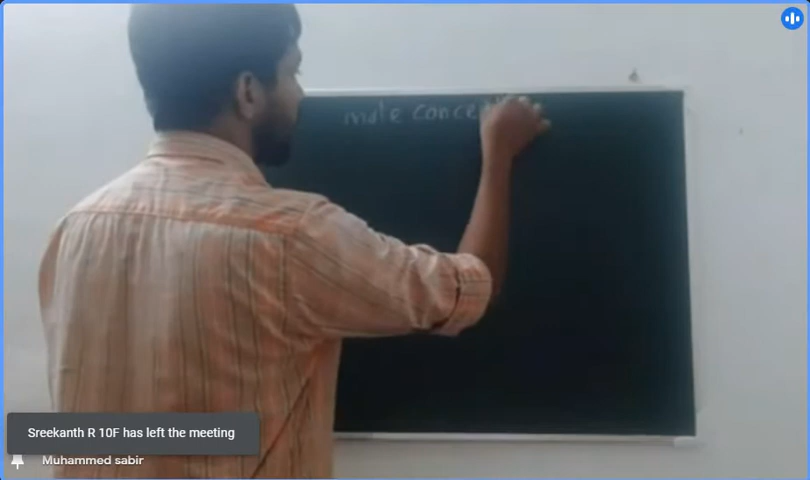 mole conce
Sreekanth R 10F has left the meeting
Muhammed sabir